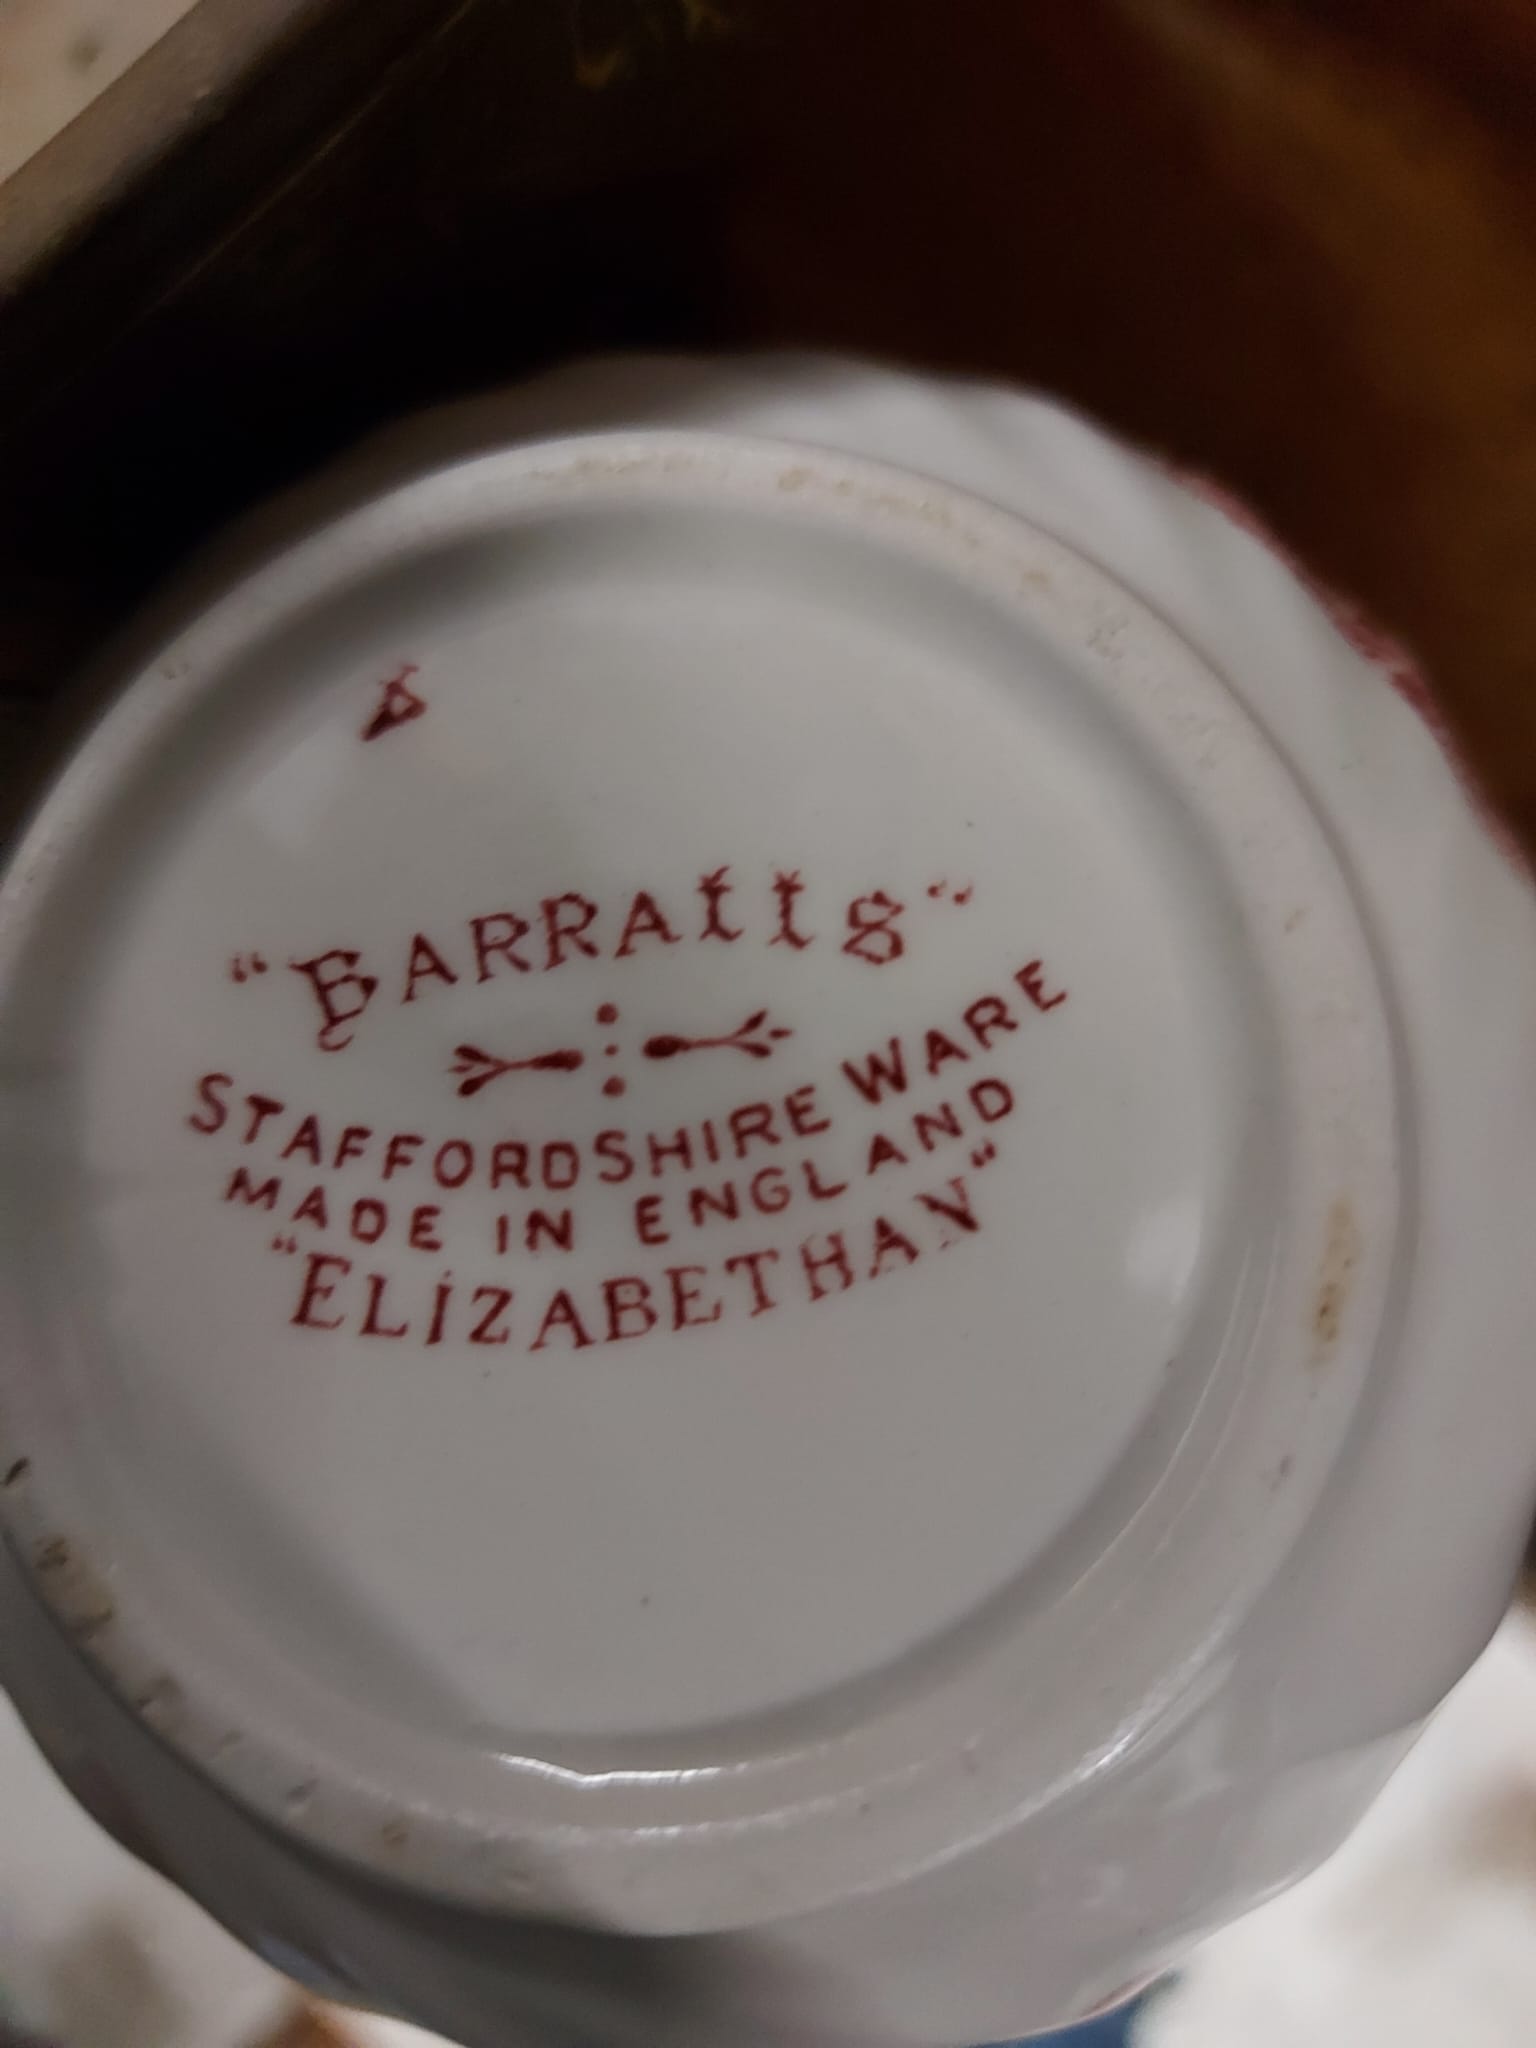 "BARRATTS"
STAFFORDSHIRE WARE
MADE IN ENGLAND
"ELIZABETHAN"